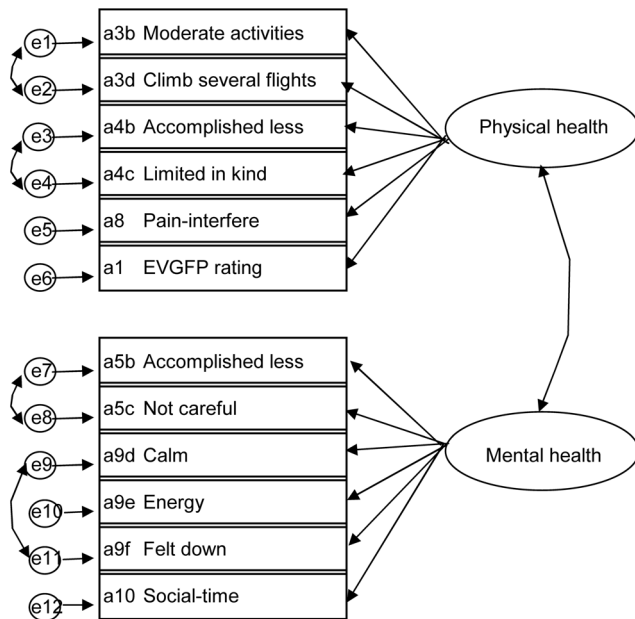 e1 a3b Moderate activities
e2 a3d Climb several flights
e3 a4b Accomplished less
Physical health
e4 a4c Limited in kind
e5 a8 Pain-interfere
e6 a1 EVGFP rating
e7 a5b Accomplished less
e8 a5c Not careful
e9 a9d Calm
Mental health
e10 a9e Energy
e11 a9f Felt down
e12 a10 Social-time